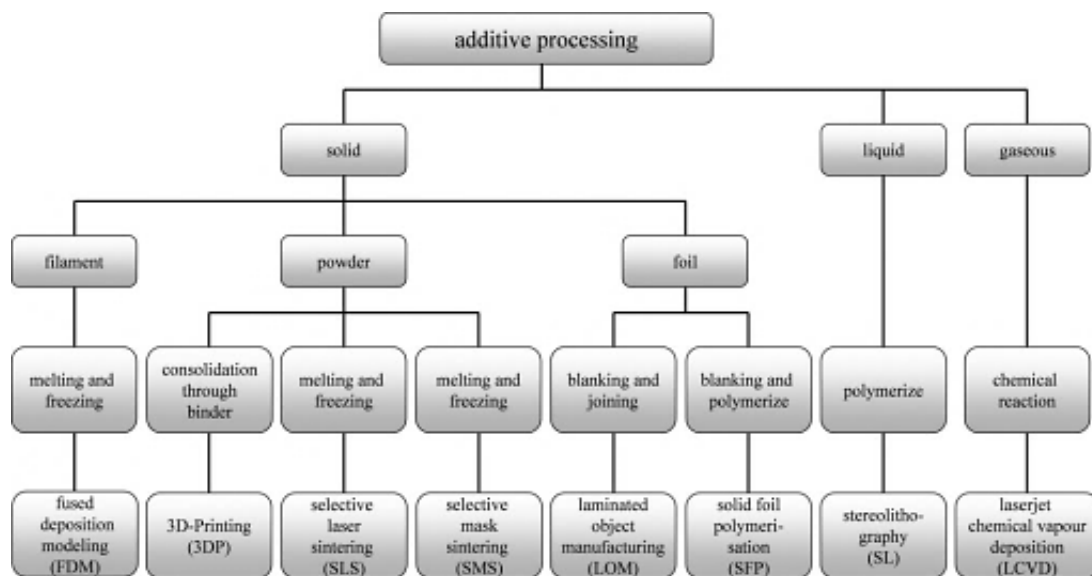 additive processing
solid
liquid
gaseous
filament
powder
foil
melting and
freezing
consolidation
through
binder
melting and
freezing
melting and
freezing
blanking and
joining
blanking and
polymerize
polymerize
chemical
reaction
fused
deposition
modeling
(FDM)
3D-Printing
(3DP)
selective
laser
sintering
(SLS)
selective
mask
sintering
(SMS)
laminated
object
manufacturing
(LOM)
solid foil
polymeri-
sation
(SFP)
stereolitho-
graphy
(SL)
laserjet
chemical vapour
deposition
(LCVD)